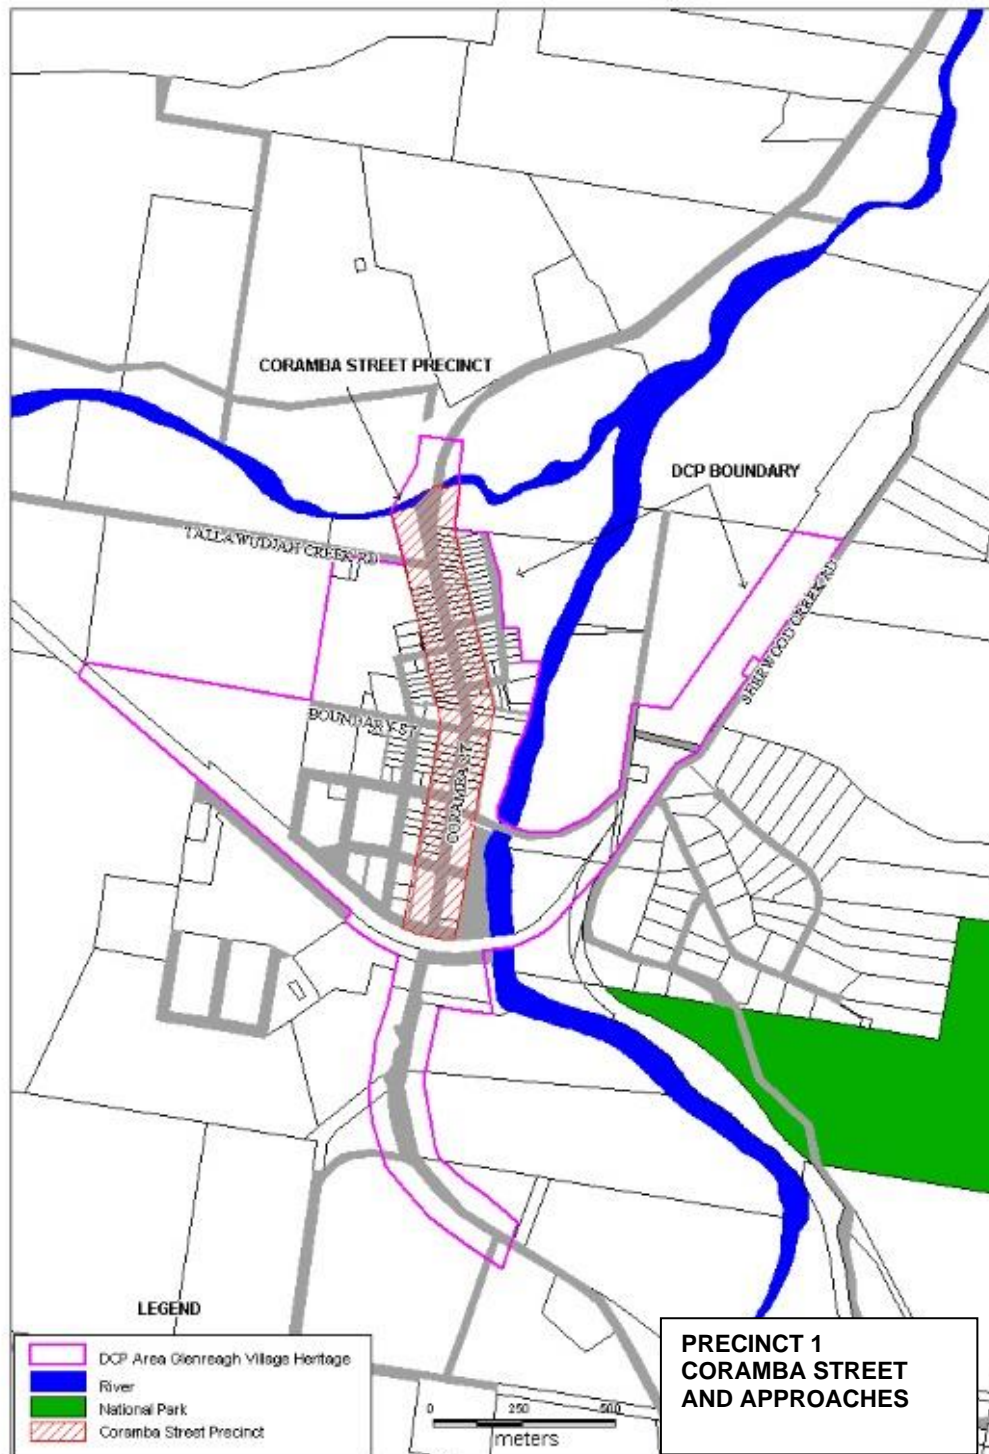 CORAMBA STREET PRECINCT
DCP BOUNDARY
TALLAWUDJAH CREEK RD
SHERWOOD CREEK RD
BOUNDARY ST
CORAMBA ST
LEGEND
DCP Area Glenreagh Village Heritage
River
National Park
Coramba Street Precinct
0 250 500
meters
PRECINCT 1
CORAMBA STREET
AND APPROACHES